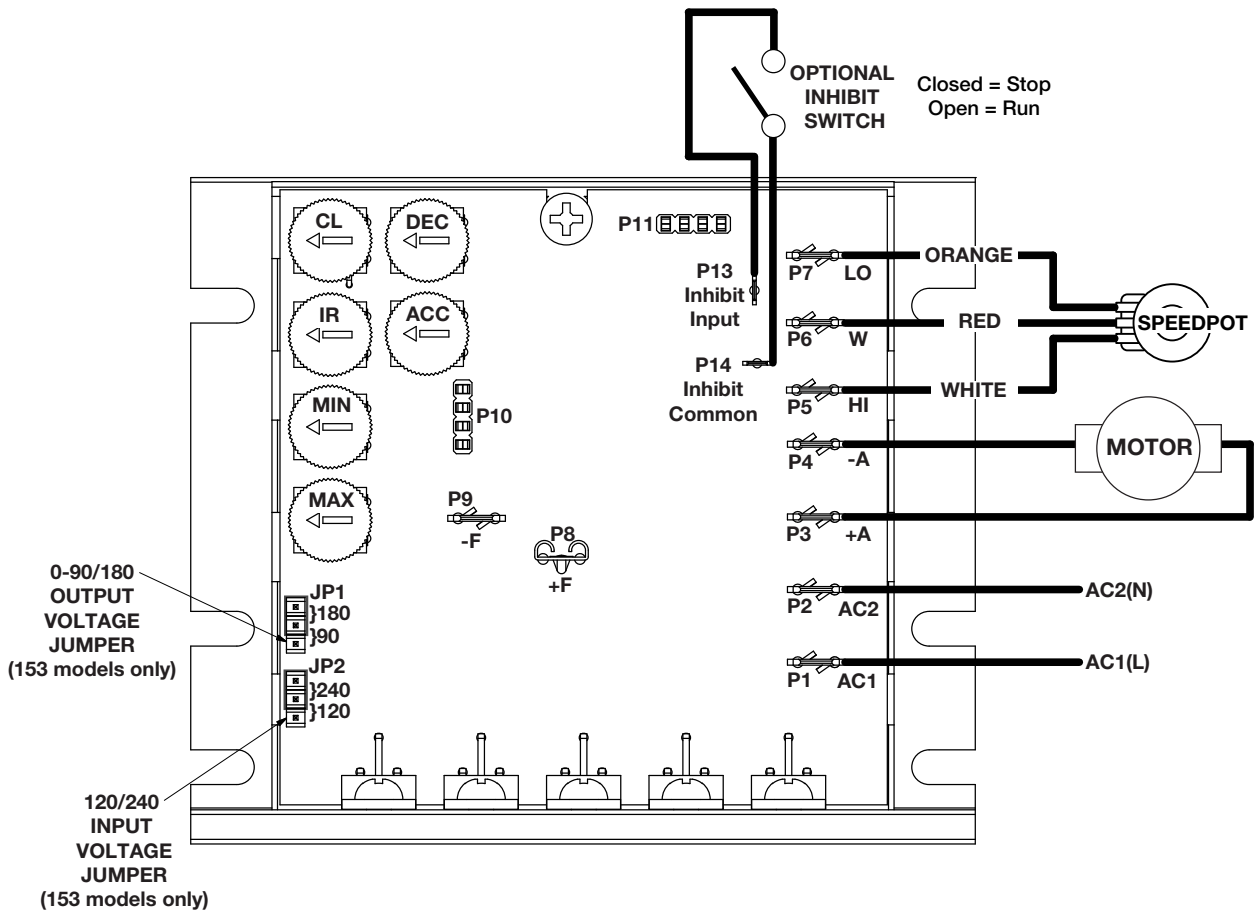 OPTIONAL
INHIBIT
SWITCH
Closed = Stop
Open = Run
CL
DEC
P11
P7
LO
ORANGE
P13
Inhibit
Input
IR
ACC
P6
W
RED
SPEEDPOT
P14
Inhibit
Common
P5
HI
WHITE
MIN
P10
P4
-A
MOTOR
MAX
P9
-F
P8
+F
P3
+A
0-90/180
OUTPUT
VOLTAGE
JUMPER
(153 models only)
JP1
}180
}90
P2
AC2
AC2(N)
JP2
}240
}120
P1
AC1
AC1(L)
120/240
INPUT
VOLTAGE
JUMPER
(153 models only)